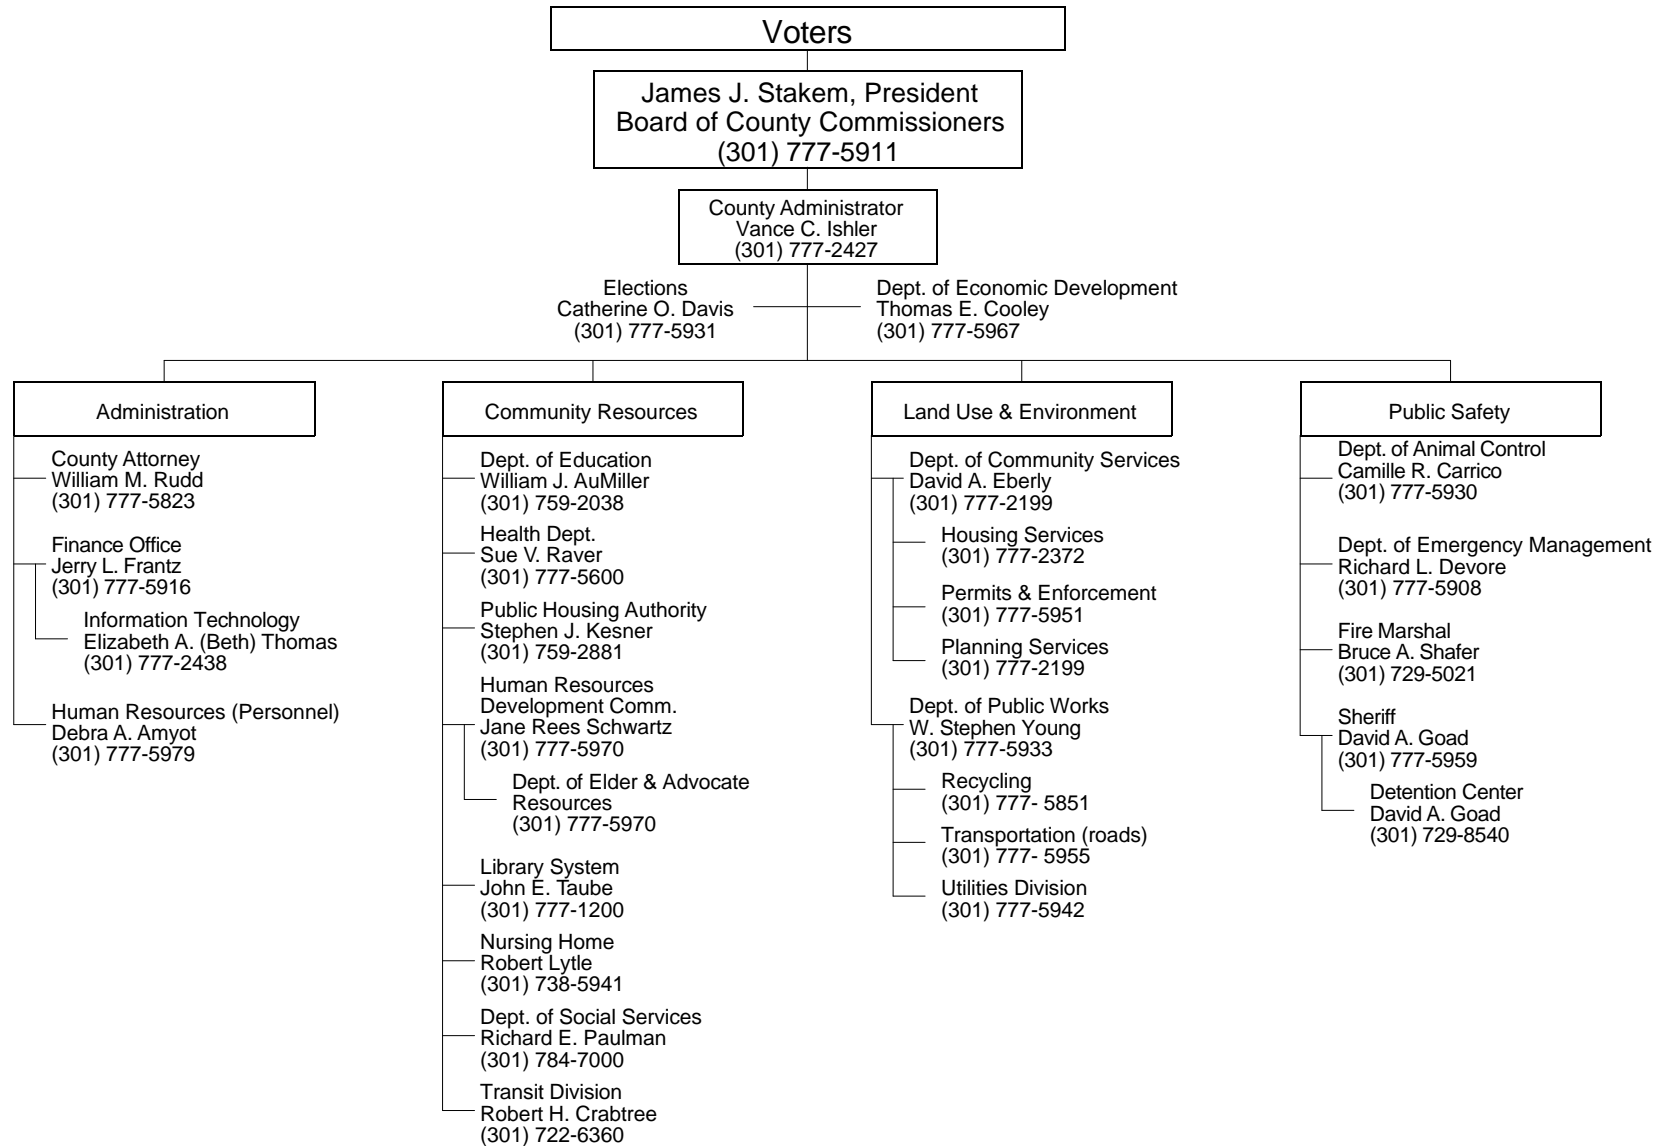 Voters
James J. Stakem, President
Board of County Commissioners
(301) 777-5911
County Administrator
Vance C. Ishler
(301) 777-2427
Elections
Catherine O. Davis
(301) 777-5931
Dept. of Economic Development
Thomas E. Cooley
(301) 777-5967
Administration
County Attorney
William M. Rudd
(301) 777-5823
Finance Office
Jerry L. Frantz
(301) 777-5916
Information Technology
Elizabeth A. (Beth) Thomas
(301) 777-2438
Human Resources (Personnel)
Debra A. Amyot
(301) 777-5979
Community Resources
Dept. of Education
William J. AuMiller
(301) 759-2038
Health Dept.
Sue V. Raver
(301) 777-5600
Public Housing Authority
Stephen J. Kesner
(301) 759-2881
Human Resources
Development Comm.
Jane Rees Schwartz
(301) 777-5970
Dept. of Elder & Advocate
Resources
(301) 777-5970
Library System
John E. Taube
(301) 777-1200
Nursing Home
Robert Lytle
(301) 738-5941
Dept. of Social Services
Richard E. Paulman
(301) 784-7000
Transit Division
Robert H. Crabtree
(301) 722-6360
Land Use & Environment
Dept. of Community Services
David A. Eberly
(301) 777-2199
Housing Services
(301) 777-2372
Permits & Enforcement
(301) 777-5951
Planning Services
(301) 777-2199
Dept. of Public Works
W. Stephen Young
(301) 777-5933
Recycling
(301) 777- 5851
Transportation (roads)
(301) 777- 5955
Utilities Division
(301) 777-5942
Public Safety
Dept. of Animal Control
Camille R. Carrico
(301) 777-5930
Dept. of Emergency Management
Richard L. Devore
(301) 777-5908
Fire Marshal
Bruce A. Shafer
(301) 729-5021
Sheriff
David A. Goad
(301) 777-5959
Detention Center
David A. Goad
(301) 729-8540